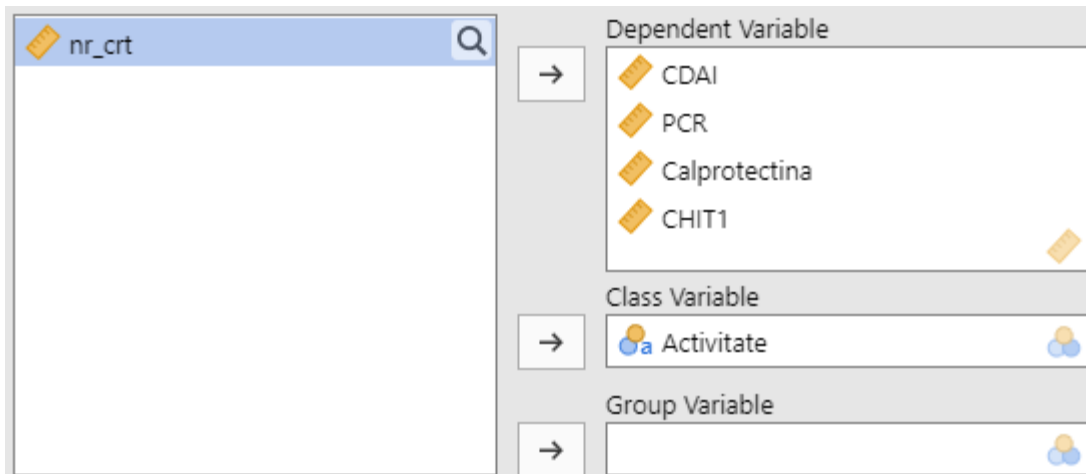 nr_crt
Dependent Variable
CDAI
PCR
Calprotectina
CHIT1
Class Variable
a Activitate
Group Variable